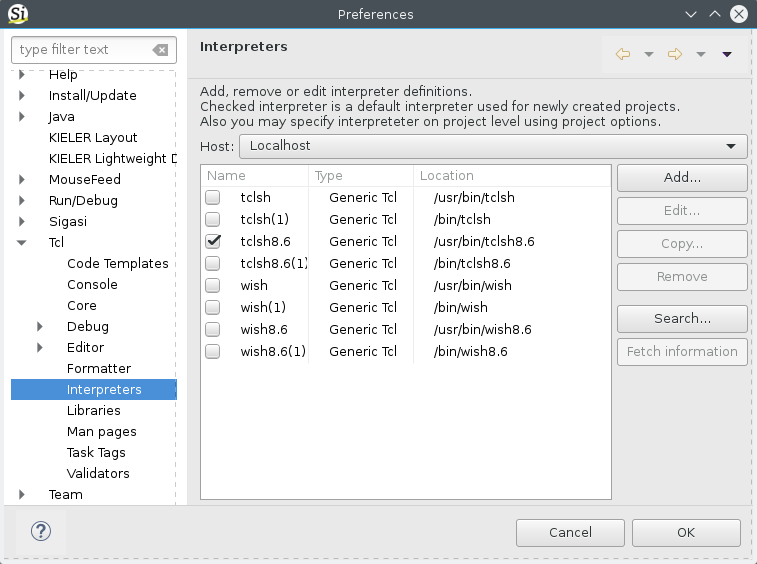 Si
Preferences
type filter text
Help
Install/Update
Java
KIELER Layout
KIELER Lightweight D
MouseFeed
Run/Debug
Sigasi
Tcl
Code Templates
Console
Core
Debug
Editor
Formatter
Interpreters
Libraries
Man pages
Task Tags
Validators
Team
Interpreters
Add, remove or edit interpreter definitions.
Checked interpreter is a default interpreter used for newly created projects.
Also you may specify interpreteter on project level using project options.
Host: Localhost
Name Type Location
tclsh Generic Tcl /usr/bin/tclsh
tclsh(1) Generic Tcl /bin/tclsh
tclsh8.6 Generic Tcl /usr/bin/tclsh8.6
tclsh8.6(1) Generic Tcl /bin/tclsh8.6
wish Generic Tcl /usr/bin/wish
wish(1) Generic Tcl /bin/wish
wish8.6 Generic Tcl /usr/bin/wish8.6
wish8.6(1) Generic Tcl /bin/wish8.6
Add...
Edit...
Copy...
Remove
Search...
Fetch information
?
Cancel OK